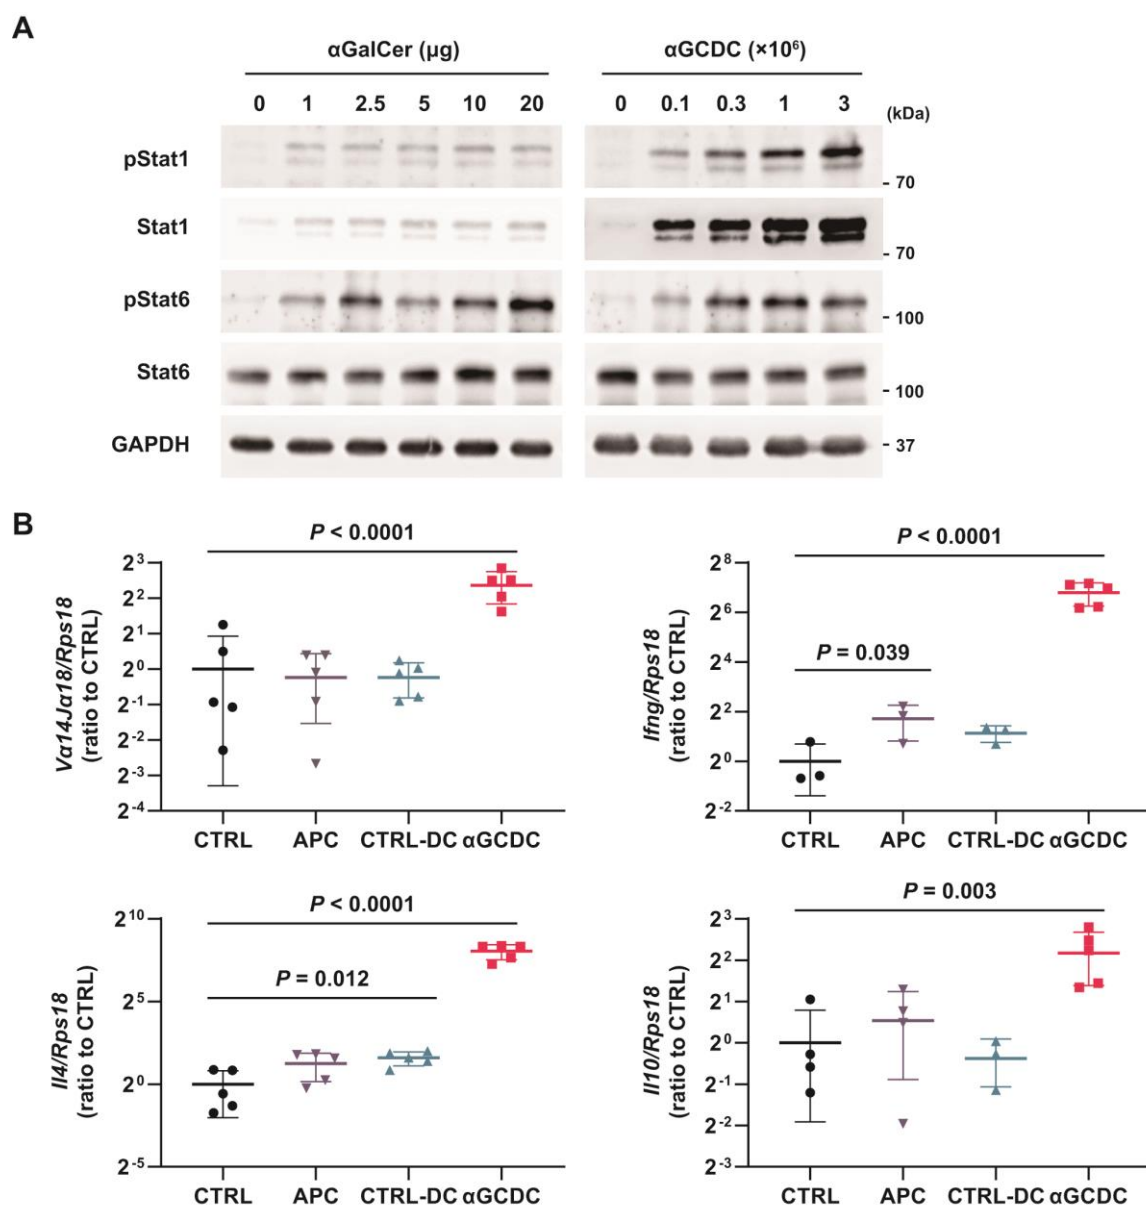 A
αGalCer (μg) αGCDC (×10⁶)
0 1 2.5 5 10 20 0 0.1 0.3 1 3 (kDa)
pStat1
- 70
Stat1
- 70
pStat6
- 100
Stat6
- 100
GAPDH - 37
B
P < 0.0001
2³
2²
2¹
2⁰
2⁻¹
2⁻²
2⁻³
2⁻⁴
Vα14Jα18/Rps18
(ratio to CTRL)
CTRL APC CTRL-DC αGCDC
P < 0.0001
P = 0.039
2⁸
2⁶
2⁴
2²
2⁰
2⁻²
Ifng/Rps18
(ratio to CTRL)
CTRL APC CTRL-DC αGCDC
P < 0.0001
P = 0.012
2¹⁰
2⁵
2⁰
2⁻⁵
Il4/Rps18
(ratio to CTRL)
CTRL APC CTRL-DC αGCDC
P = 0.003
2³
2²
2¹
2⁰
2⁻¹
2⁻²
2⁻³
Il10/Rps18
(ratio to CTRL)
CTRL APC CTRL-DC αGCDC